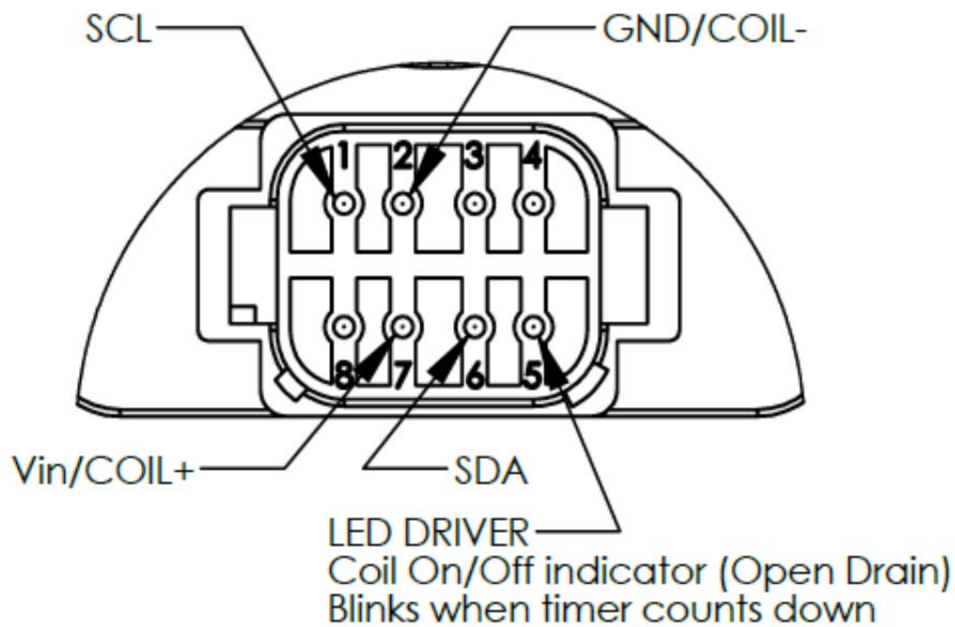 SCL
GND/COIL-
1 2 3 4
8 7 6 5
Vin/COIL+
SDA
LED DRIVER
Coil On/Off indicator (Open Drain)
Blinks when timer counts down